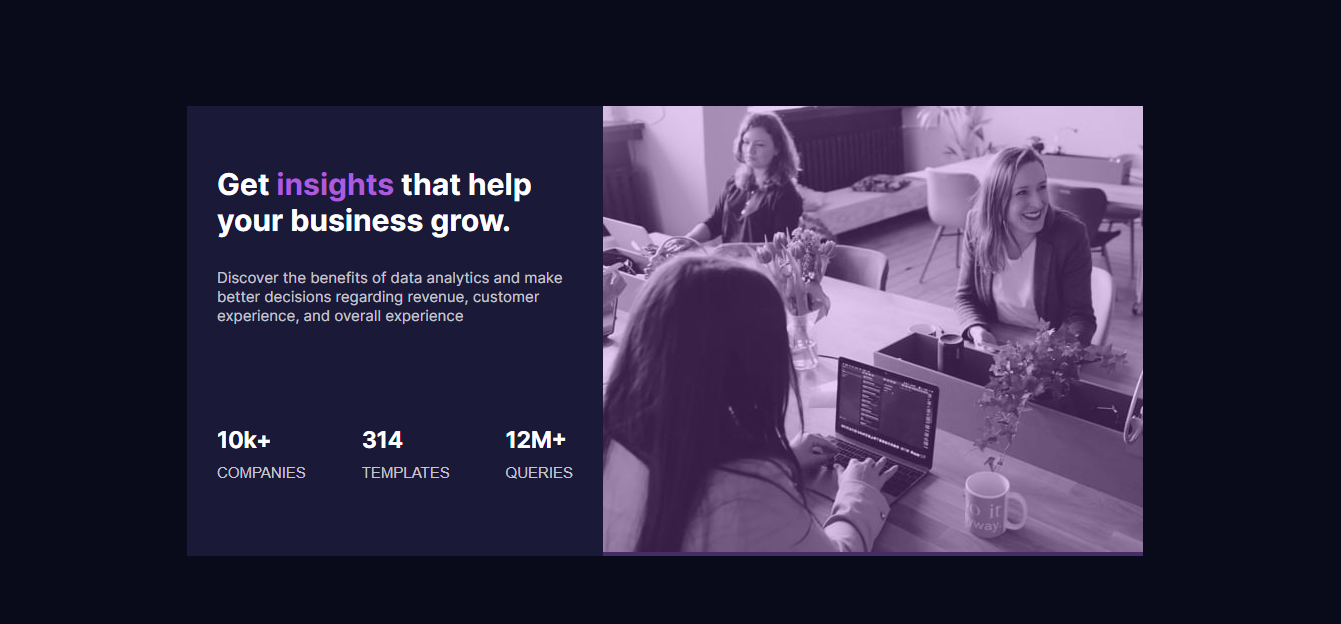 Get insights that help
your business grow.
Discover the benefits of data analytics and make
better decisions regarding revenue, customer
experience, and overall experience
10k+ 314 12M+
COMPANIES TEMPLATES QUERIES